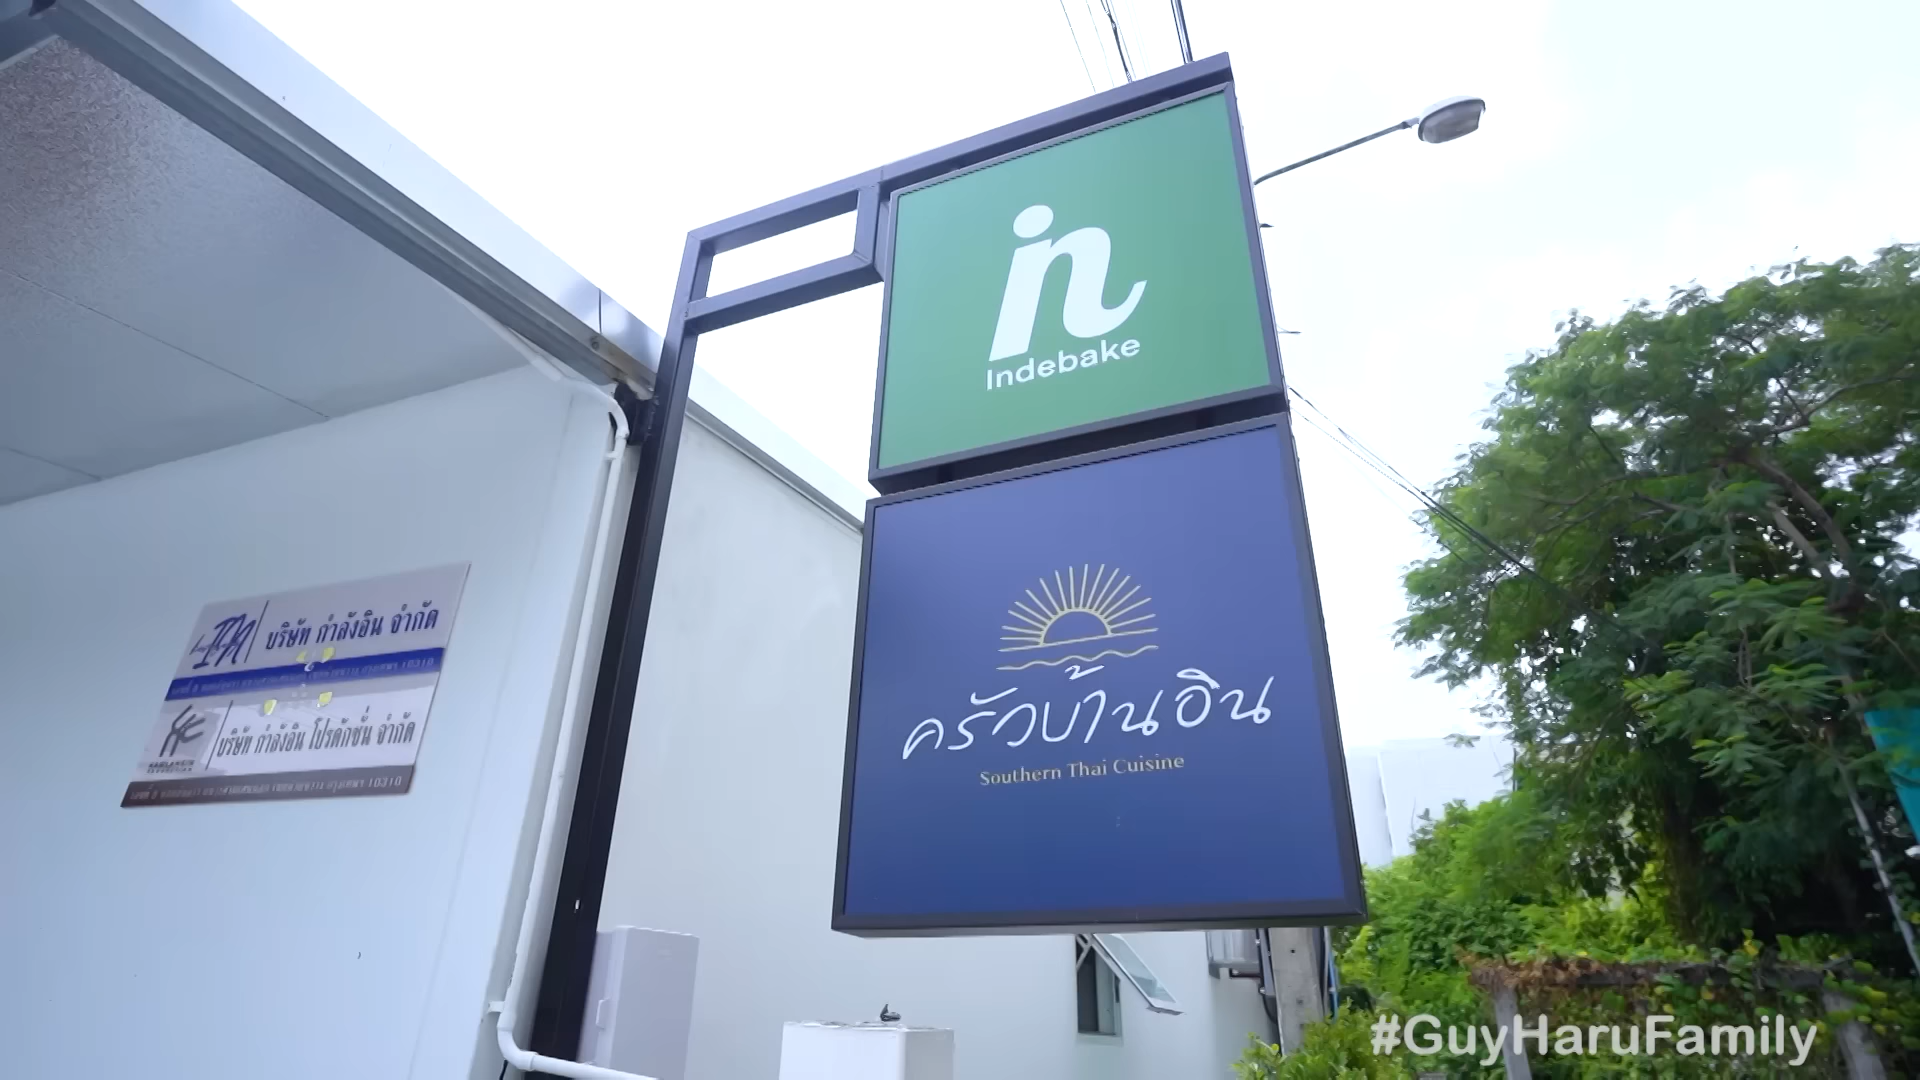 in
Indebake
ครัวบ้านอิน
Southern Thai Cuisine
บริษัท กำลังอิน จำกัด
บริษัท กำลังอิน โปรดักชั่น จำกัด
#GuyHaruFamily